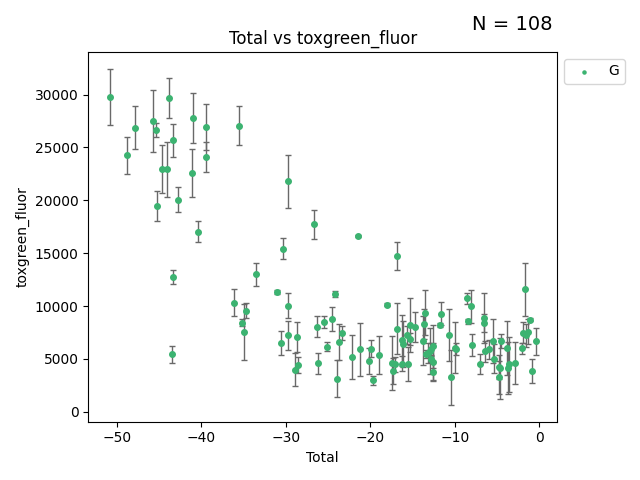 N = 108
Total vs toxgreen_fluor
G
toxgreen_fluor
30000
25000
20000
15000
10000
5000
0
−50 −40 −30 −20 −10 0
Total